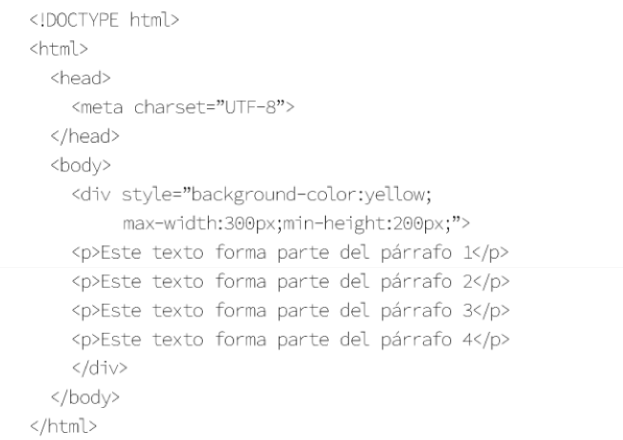 <!DOCTYPE html>
<html>
<head>
<meta charset=”UTF-8”>
</head>
<body>
<div style=”background-color:yellow;
max-width:300px;min-height:200px;”>
<p>Este texto forma parte del párrafo 1</p>
<p>Este texto forma parte del párrafo 2</p>
<p>Este texto forma parte del párrafo 3</p>
<p>Este texto forma parte del párrafo 4</p>
</div>
</body>
</html>